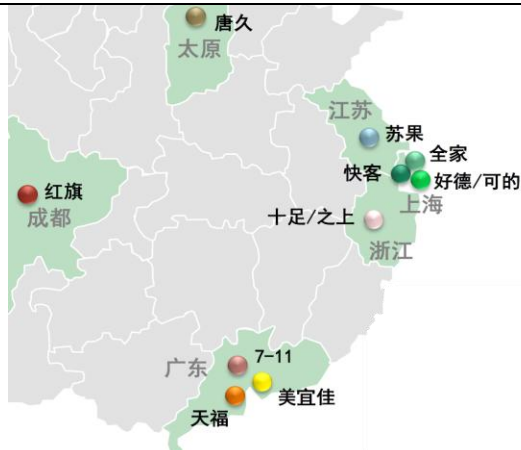 唐久
太原
江苏
苏果
全家
快客
好德/可的
上海
红旗
成都
十足/之上
浙江
7-11
广东
美宜佳
天福